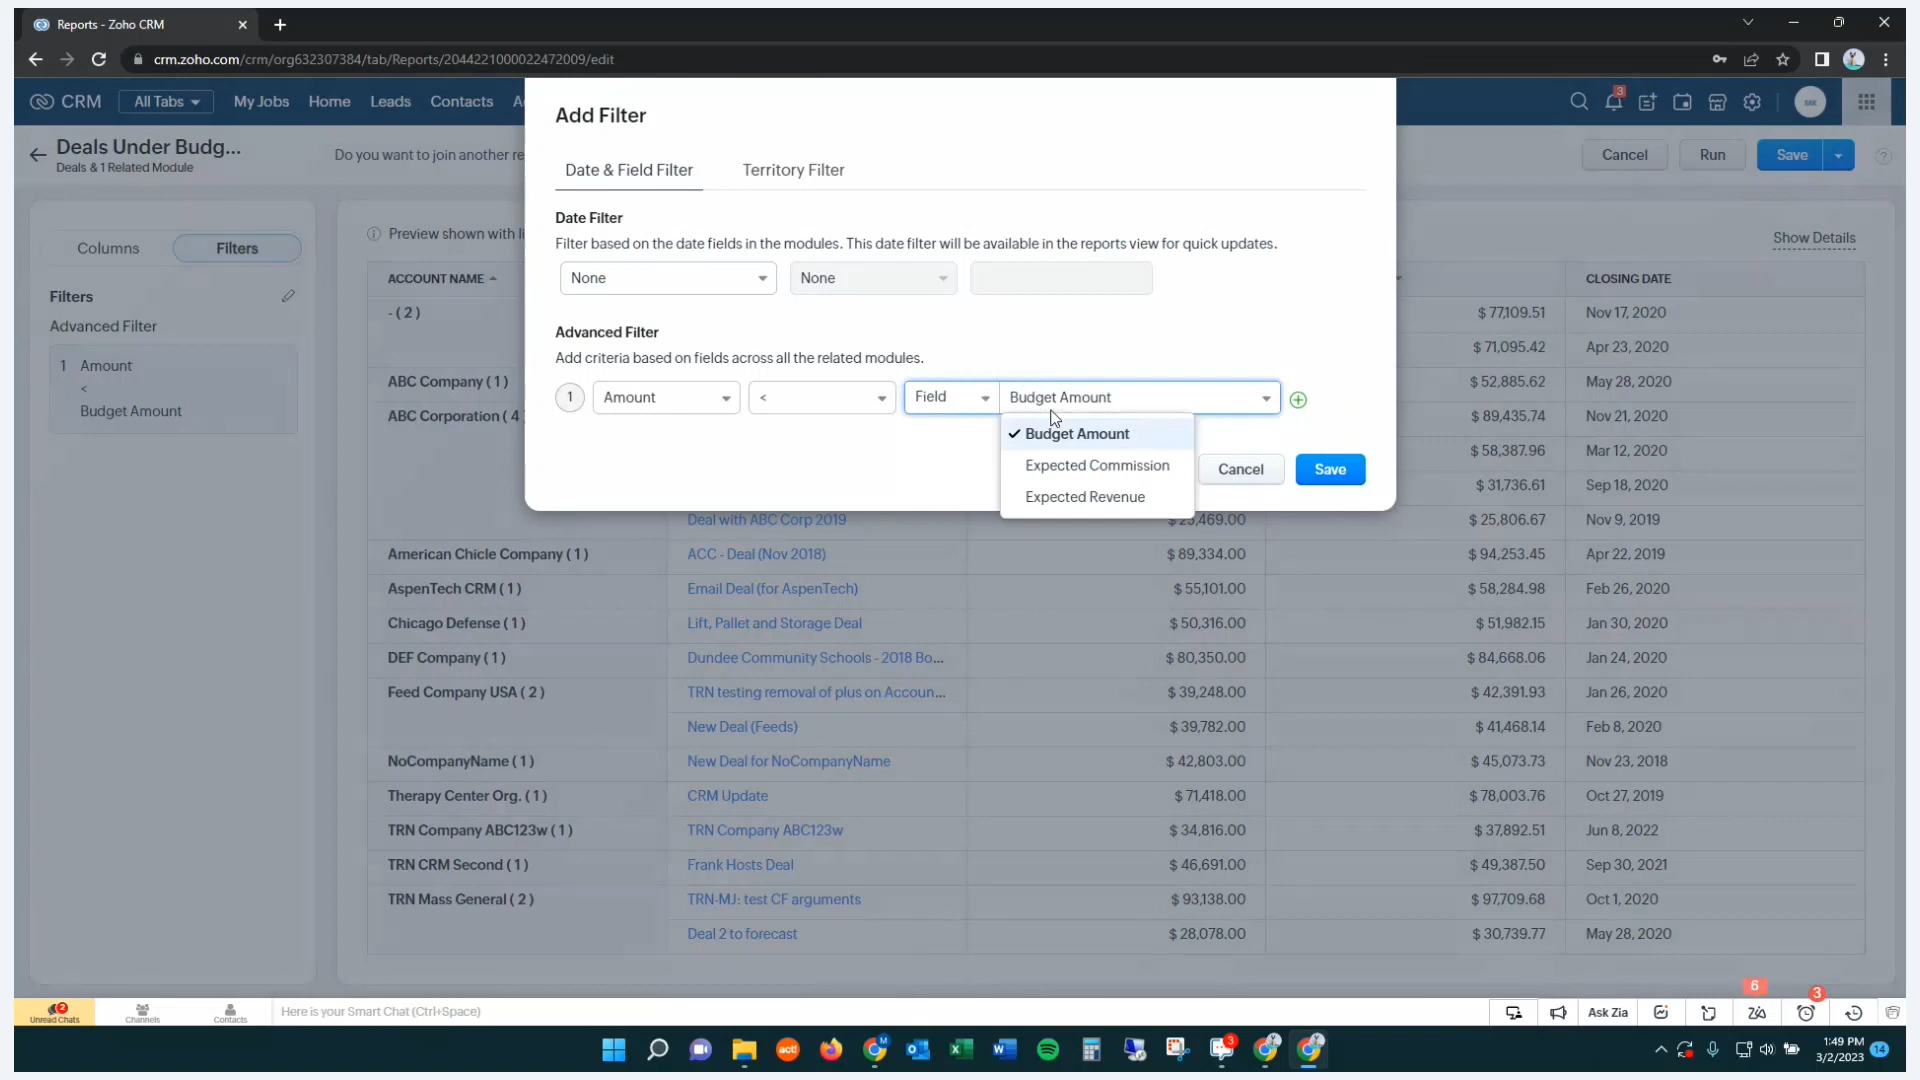 Reports - Zoho CRM
crm.zoho.com/crm/org632307384/tab/Reports/2044221000022472009/edit
CRM
All Tabs
My Jobs
Home
Leads
Contacts
3
Deals Under Budg...
Deals & 1 Related Module
Do you want to join another re
Cancel
Run
Save
Columns
Filters
Filters
Advanced Filter
1 Amount
<
Budget Amount
Add Filter
Date & Field Filter
Territory Filter
Date Filter
Filter based on the date fields in the modules. This date filter will be available in the reports view for quick updates.
None
None
Advanced Filter
Add criteria based on fields across all the related modules.
1
Amount
<
Field
Budget Amount
Budget Amount
Expected Commission
Expected Revenue
Cancel
Save
Preview shown with li
Show Details
ACCOUNT NAME
CLOSING DATE
- ( 2 )
$ 77,109.51
Nov 17, 2020
$ 71,095.42
Apr 23, 2020
ABC Company ( 1 )
$ 52,885.62
May 28, 2020
ABC Corporation ( 4
$ 89,435.74
Nov 21, 2020
$ 58,387.96
Mar 12, 2020
$ 31,736.61
Sep 18, 2020
Deal with ABC Corp 2019
$ 25,806.67
Nov 9, 2019
American Chicle Company ( 1 )
ACC - Deal (Nov 2018)
$ 89,334.00
$ 94,253.45
Apr 22, 2019
AspenTech CRM ( 1 )
Email Deal (for AspenTech)
$ 55,101.00
$ 58,284.98
Feb 26, 2020
Chicago Defense ( 1 )
Lift, Pallet and Storage Deal
$ 50,316.00
$ 51,982.15
Jan 30, 2020
DEF Company ( 1 )
Dundee Community Schools - 2018 Bo...
$ 80,350.00
$ 84,668.06
Jan 24, 2020
Feed Company USA ( 2 )
TRN testing removal of plus on Accoun...
$ 39,248.00
$ 42,391.93
Jan 26, 2020
New Deal (Feeds)
$ 39,782.00
$ 41,468.14
Feb 8, 2020
NoCompanyName ( 1 )
New Deal for NoCompanyName
$ 42,803.00
$ 45,073.73
Nov 23, 2018
Therapy Center Org. ( 1 )
CRM Update
$ 71,418.00
$ 78,003.76
Oct 27, 2019
TRN Company ABC123w ( 1 )
TRN Company ABC123w
$ 34,816.00
$ 37,892.51
Jun 8, 2022
TRN CRM Second ( 1 )
Frank Hosts Deal
$ 46,691.00
$ 49,387.50
Sep 30, 2021
TRN Mass General ( 2 )
TRN-MJ: test CF arguments
$ 93,138.00
$ 97,709.68
Oct 1, 2020
Deal 2 to forecast
$ 28,078.00
$ 30,739.77
May 28, 2020
2
Unread Chats
Channels
Contacts
Here is your Smart Chat (Ctrl+Space)
Ask Zia
6
3
act!
3
1:49 PM
3/2/2023
14